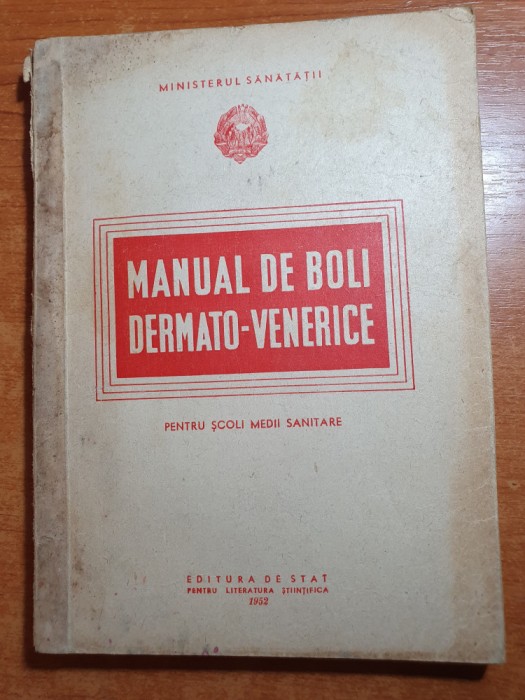 MINISTERUL SĂNĂTĂȚII
MANUAL DE BOLI
DERMATO-VENERICE
PENTRU ȘCOLI MEDII SANITARE
EDITURA DE STAT
PENTRU LITERATURA ȘTIINȚIFICA
1952